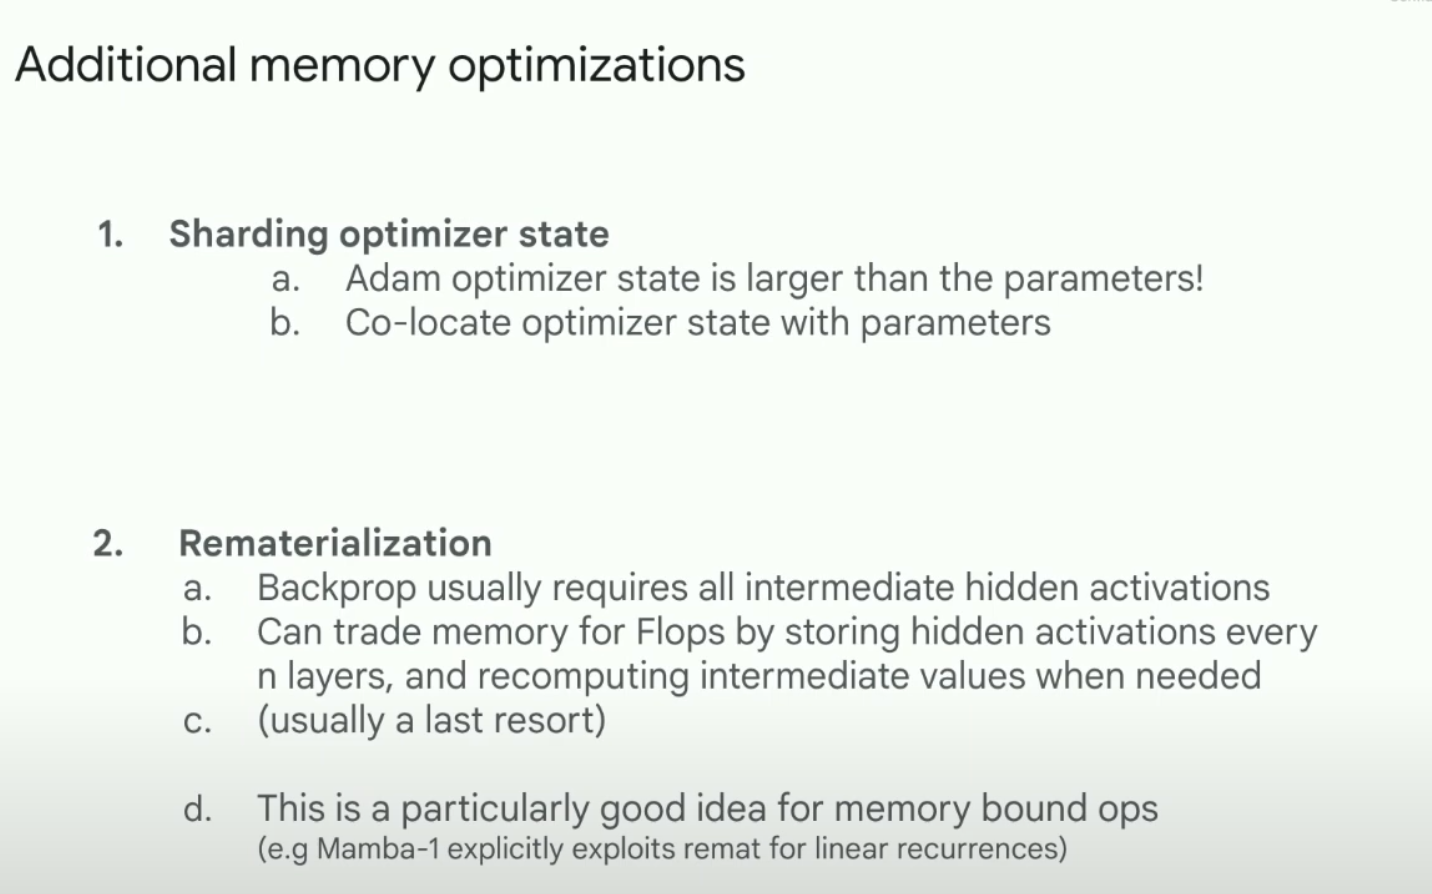 Additional memory optimizations
1. Sharding optimizer state
a. Adam optimizer state is larger than the parameters!
b. Co-locate optimizer state with parameters
2. Rematerialization
a. Backprop usually requires all intermediate hidden activations
b. Can trade memory for Flops by storing hidden activations every
n layers, and recomputing intermediate values when needed
c. (usually a last resort)
d. This is a particularly good idea for memory bound ops
(e.g Mamba-1 explicitly exploits remat for linear recurrences)